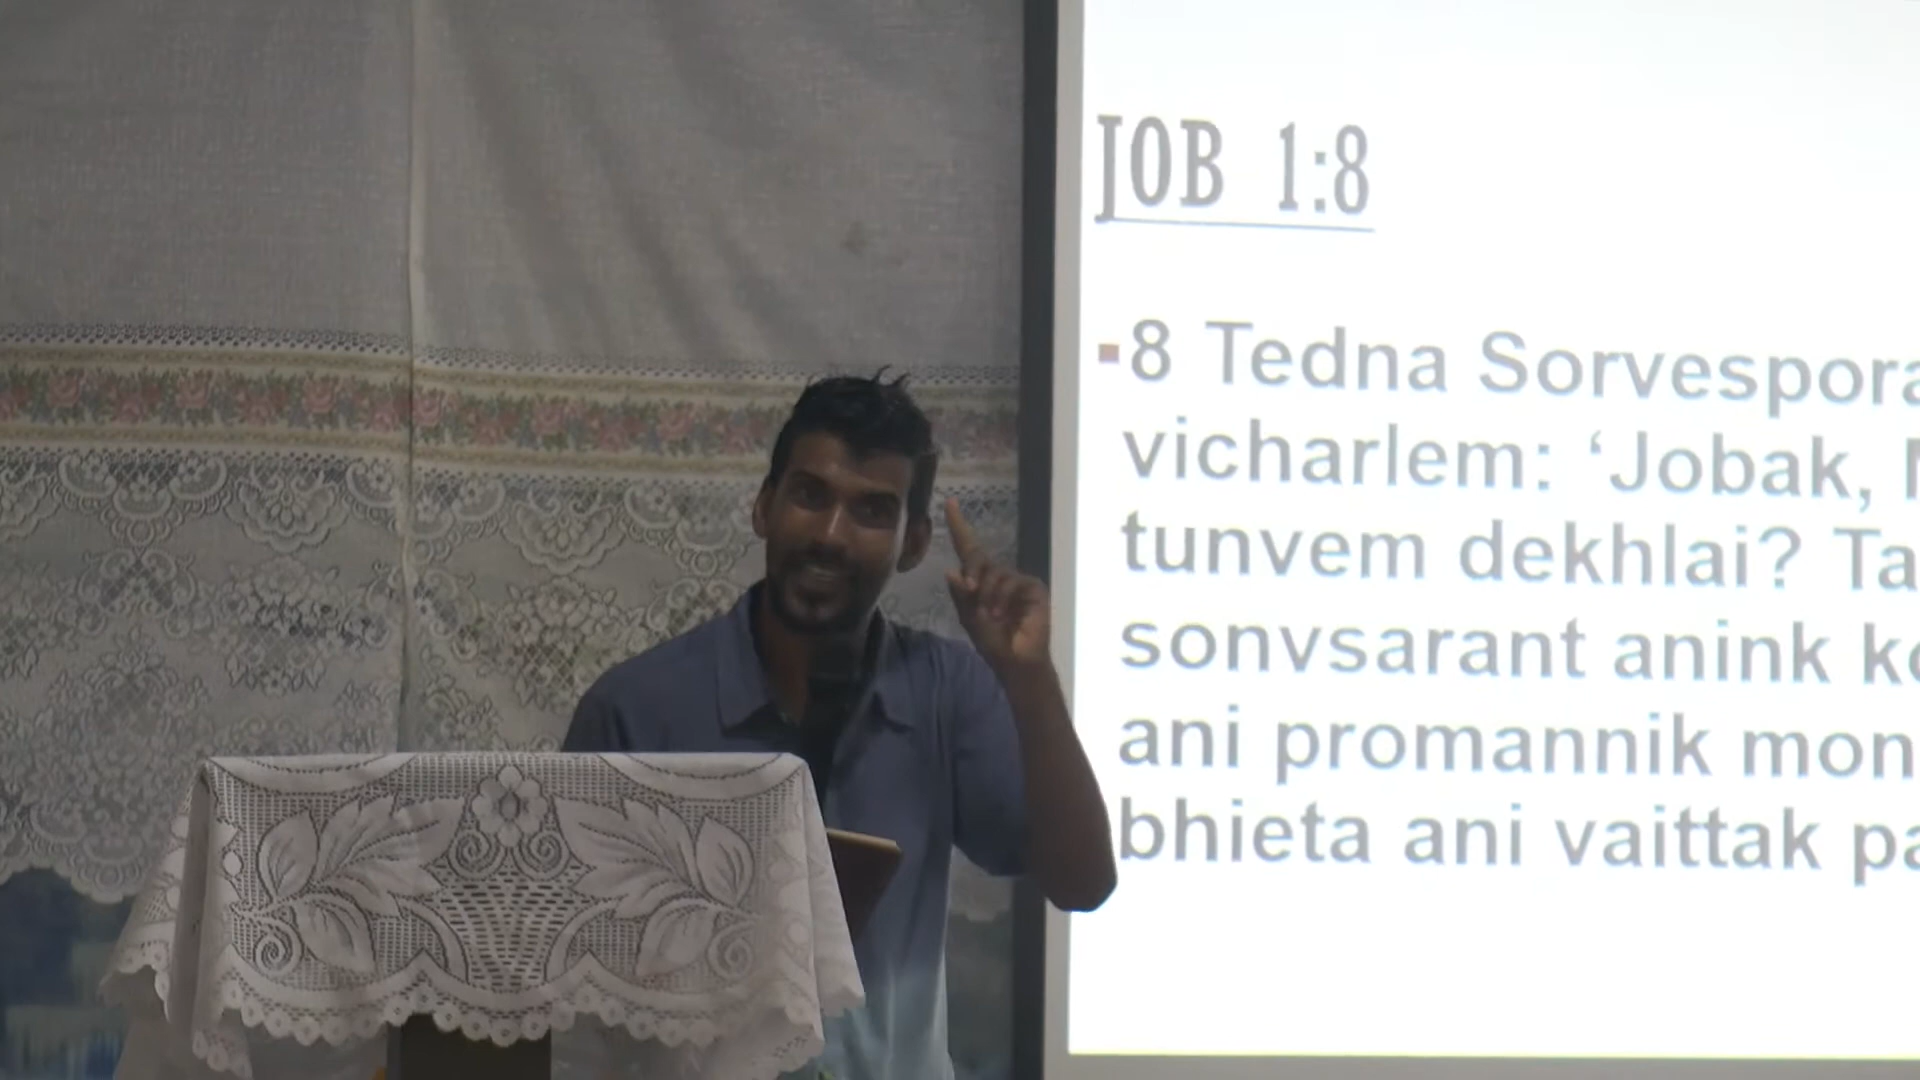 JOB 1:8
8 Tedna Sorvespora
vicharlem: ‘Jobak,
tunvem dekhlai? Ta
sonvsarant anink
ani promannik mon
bhieta ani vaittak pa